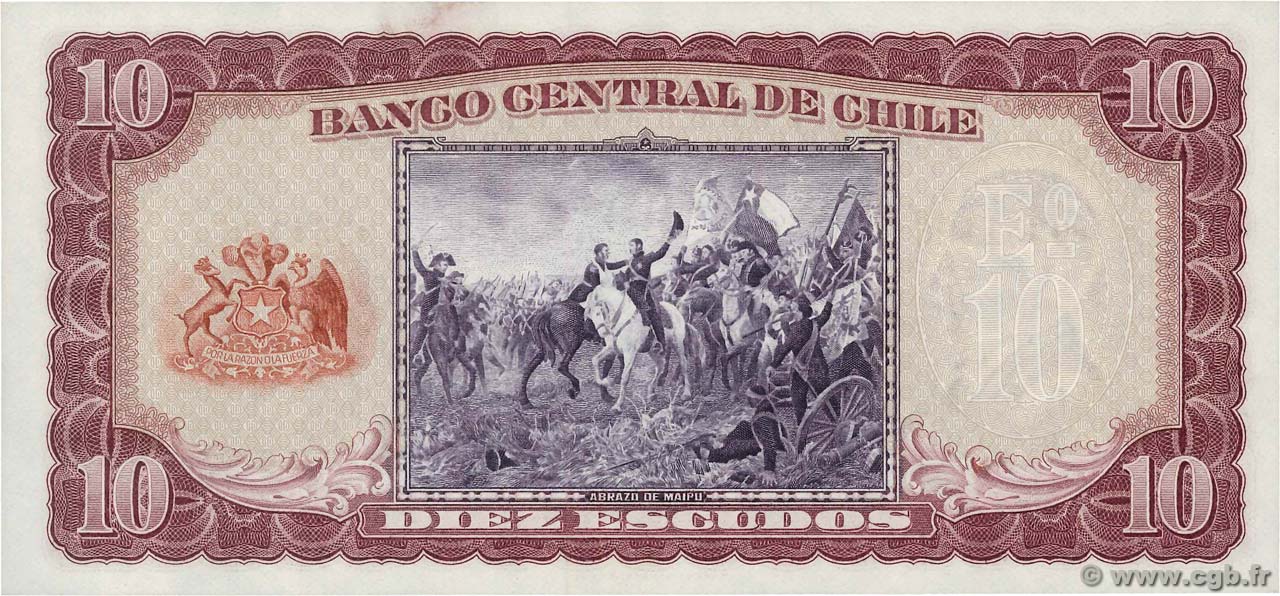 10 10
BANCO CENTRAL DE CHILE
Eº
10
POR LA RAZON O LA FUERZA
ABRAZO DE MAIPU
10 10
DIEZ ESCUDOS
© www.cgb.fr